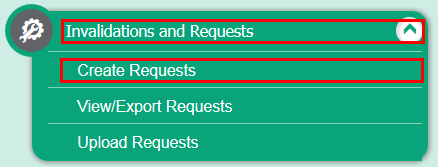 Invalidations and Requests
Create Requests
View/Export Requests
Upload Requests